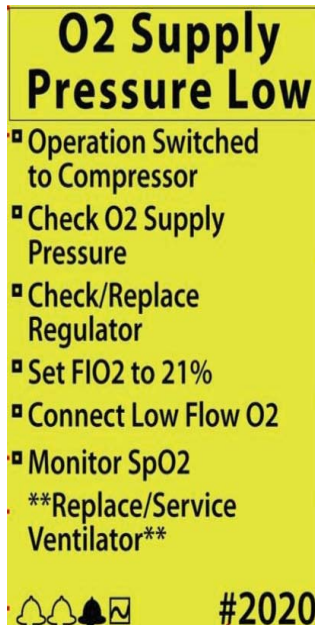 O2 Supply
Pressure Low
Operation Switched
to Compressor
Check O2 Supply
Pressure
Check/Replace
Regulator
Set FIO2 to 21%
Connect Low Flow O2
Monitor SpO2
**Replace/Service
Ventilator**
#2020